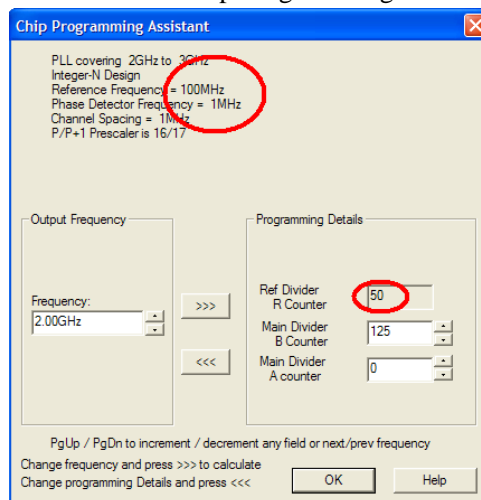 Chip Programming Assistant
PLL covering 2GHz to 3GHz
Integer-N Design
Reference Frequency = 100MHz
Phase Detector Frequency = 1MHz
Channel Spacing = 1MHz
P/P+1 Prescaler is 16/17
Output Frequency
Frequency:
2.00GHz
>>>
<<<
Programming Details
Ref Divider
R Counter
50
Main Divider
B Counter
125
Main Divider
A counter
0
PgUp / PgDn to increment / decrement any field or next/prev frequency
Change frequency and press >>> to calculate
Change programming Details and press <<<
OK
Help